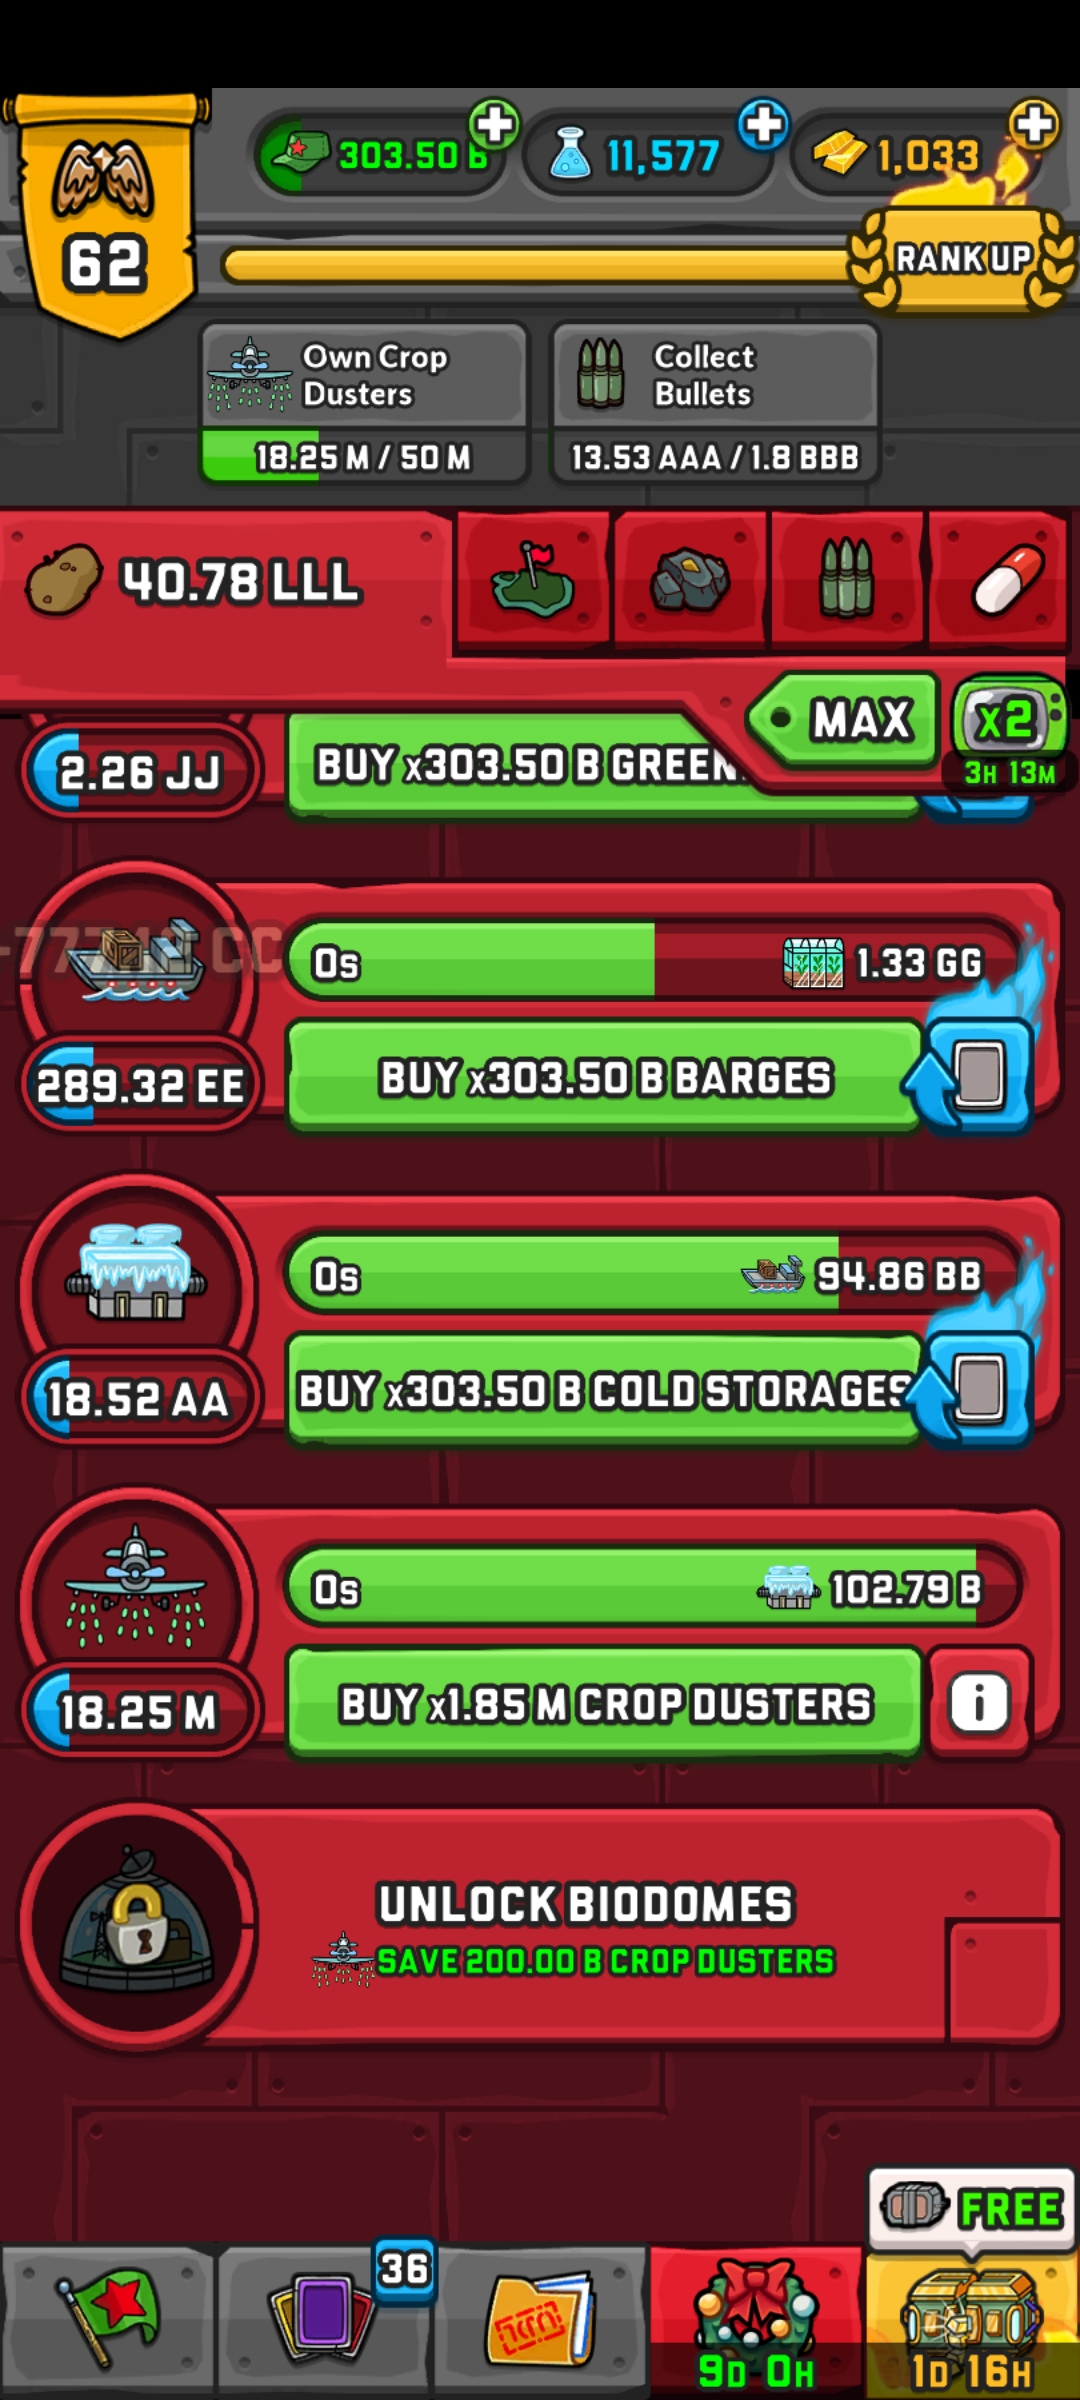 303.50 B
11,577
1,033
62
RANK UP
Own Crop
Dusters
18.25 M / 50 M
Collect
Bullets
13.53 AAA / 1.8 BBB
40.78 LLL
MAX
x2
3H 13M
2.26 JJ
BUY x303.50 B GREEN
CC
0s
1.33 GG
289.32 EE
BUY x303.50 B BARGES
0s
94.86 BB
18.52 AA
BUY x303.50 B COLD STORAGES
0s
102.79 B
18.25 M
BUY x1.85 M CROP DUSTERS
i
UNLOCK BIODOMES
SAVE 200.00 B CROP DUSTERS
FREE
36
9D 0H
1D 16H